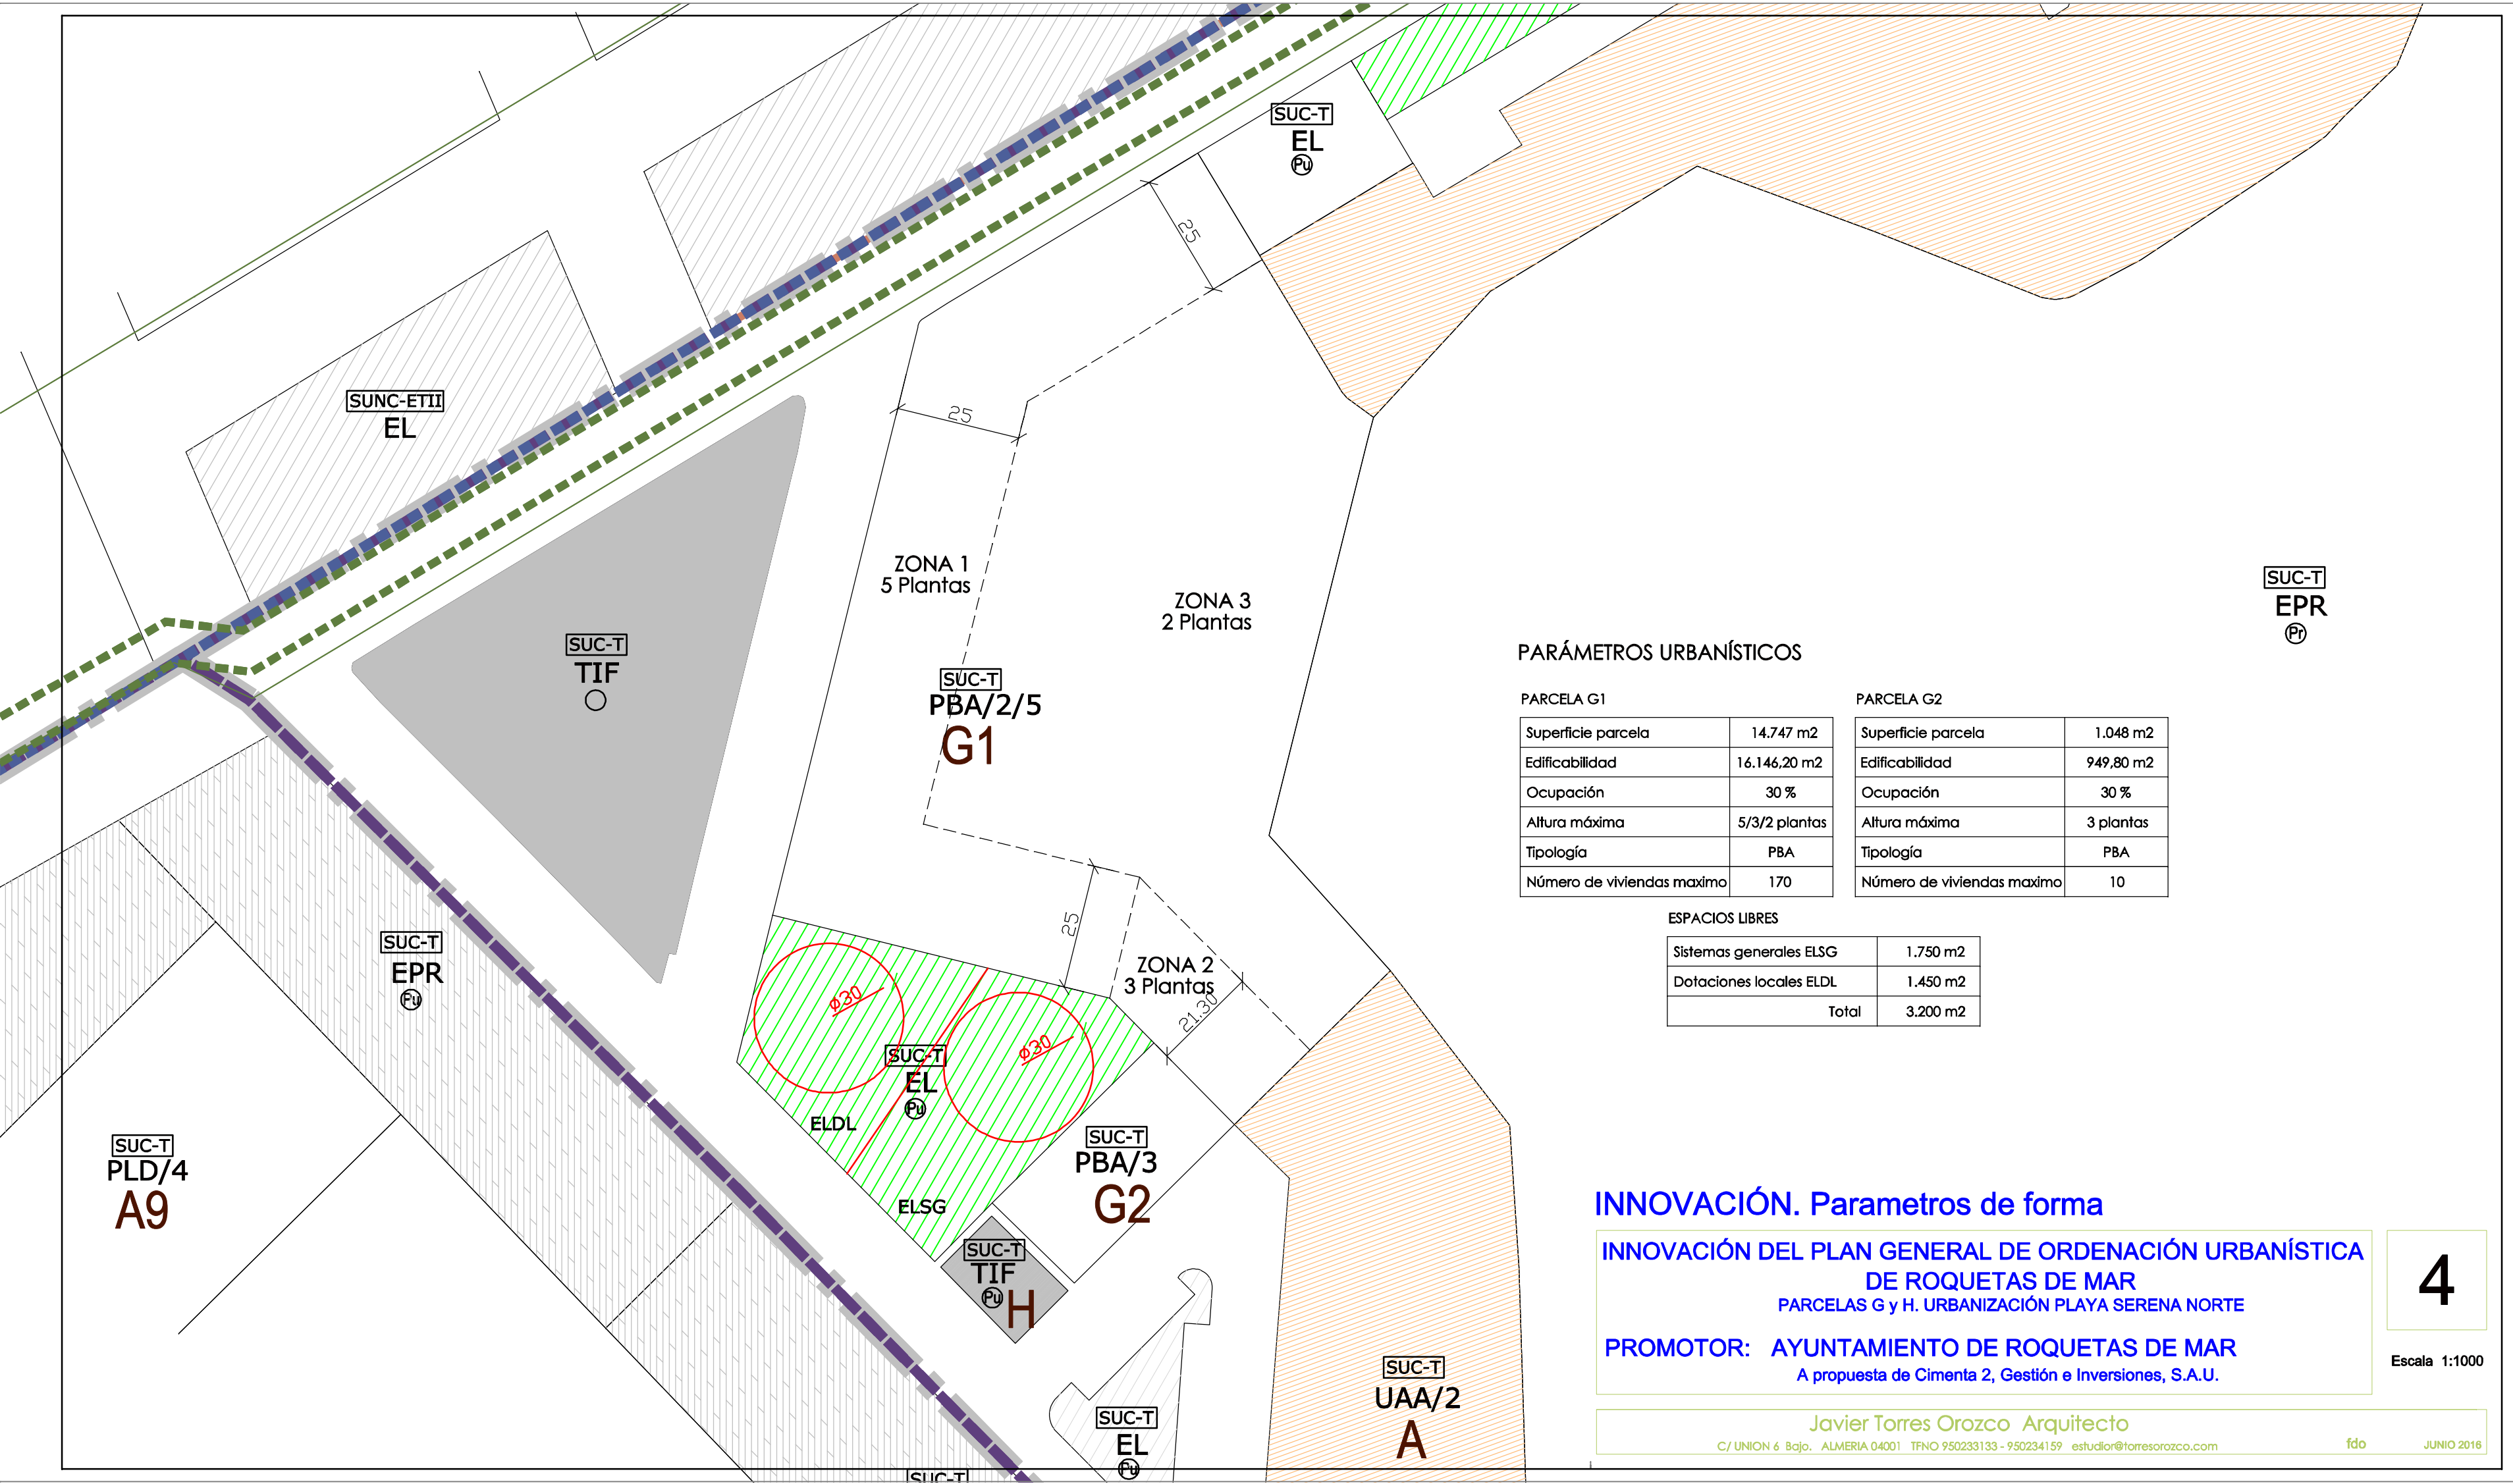 SUC-T
EL
Pu
25
SUNC-ETII
EL
25
ZONA 1
5 Plantas
ZONA 3
2 Plantas
SUC-T
EPR
Pr
SUC-T
TIF
SUC-T
PBA/2/5
G1
PARÁMETROS URBANÍSTICOS
PARCELA G1
Superficie parcela 14.747 m2
Edificabilidad 16.146,20 m2
Ocupación 30 %
Altura máxima 5/3/2 plantas
Tipología PBA
Número de viviendas maximo 170
PARCELA G2
Superficie parcela 1.048 m2
Edificabilidad 949,80 m2
Ocupación 30 %
Altura máxima 3 plantas
Tipología PBA
Número de viviendas maximo 10
ESPACIOS LIBRES
Sistemas generales ELSG 1.750 m2
Dotaciones locales ELDL 1.450 m2
Total 3.200 m2
25
ZONA 2
3 Plantas
21.30
SUC-T
EPR
Pu
ø30
ø30
SUC-T
EL
Pu
ELDL
ELSG
SUC-T
PBA/3
G2
SUC-T
PLD/4
A9
SUC-T
TIF
Pu
H
SUC-T
UAA/2
A
SUC-T
EL
Pu
SUC-T
INNOVACIÓN. Parametros de forma
INNOVACIÓN DEL PLAN GENERAL DE ORDENACIÓN URBANÍSTICA
DE ROQUETAS DE MAR
PARCELAS G y H. URBANIZACIÓN PLAYA SERENA NORTE
PROMOTOR: AYUNTAMIENTO DE ROQUETAS DE MAR
A propuesta de Cimenta 2, Gestión e Inversiones, S.A.U.
4
Escala 1:1000
Javier Torres Orozco Arquitecto
C/ UNION 6 Bajo. ALMERIA 04001 TFNO 950233133 - 950234159 estudior@torresorozco.com
fdo
JUNIO 2016